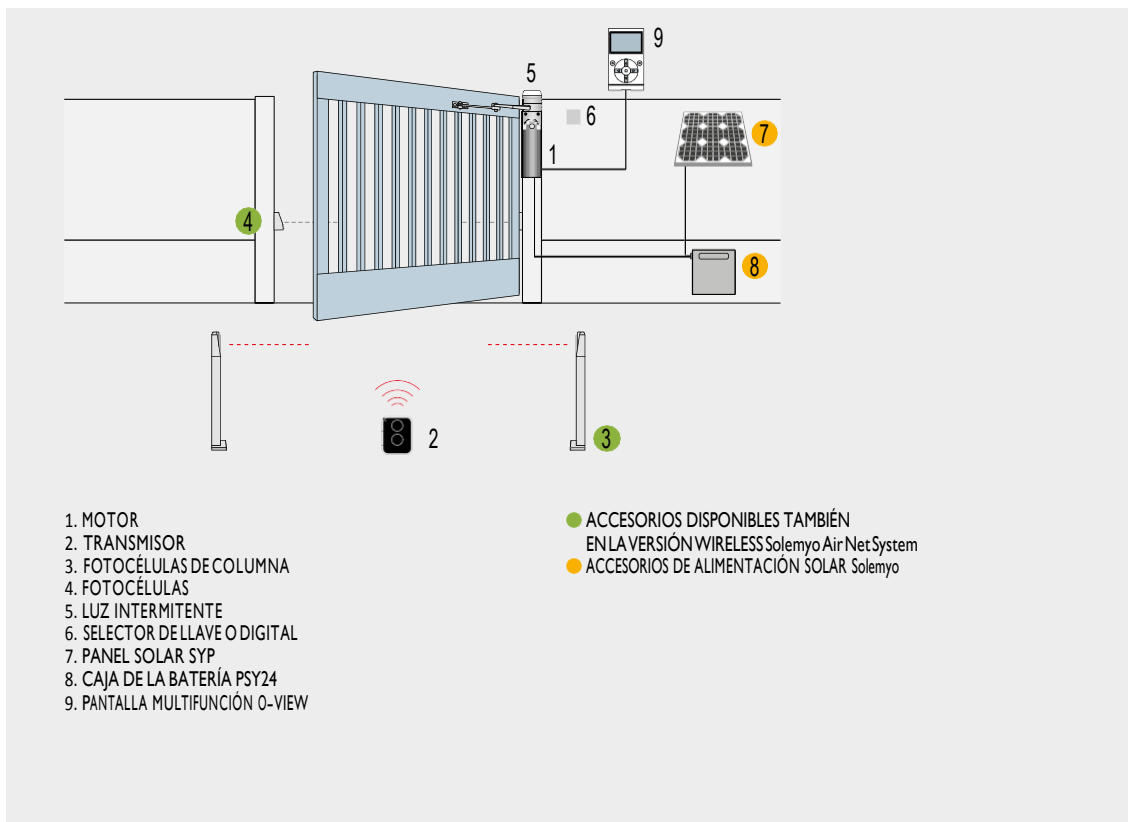 9
5
6
7
1
4
8
2
3
1. MOTOR
2. TRANSMISOR
3. FOTOCÉLULAS DE COLUMNA
4. FOTOCÉLULAS
5. LUZ INTERMITENTE
6. SELECTOR DE LLAVE O DIGITAL
7. PANEL SOLAR SYP
8. CAJA DE LA BATERÍA PSY24
9. PANTALLA MULTIFUNCIÓN O-VIEW
ACCESORIOS DISPONIBLES TAMBIÉN
EN LA VERSIÓN WIRELESS Solemyo Air Net System
ACCESORIOS DE ALIMENTACIÓN SOLAR Solemyo